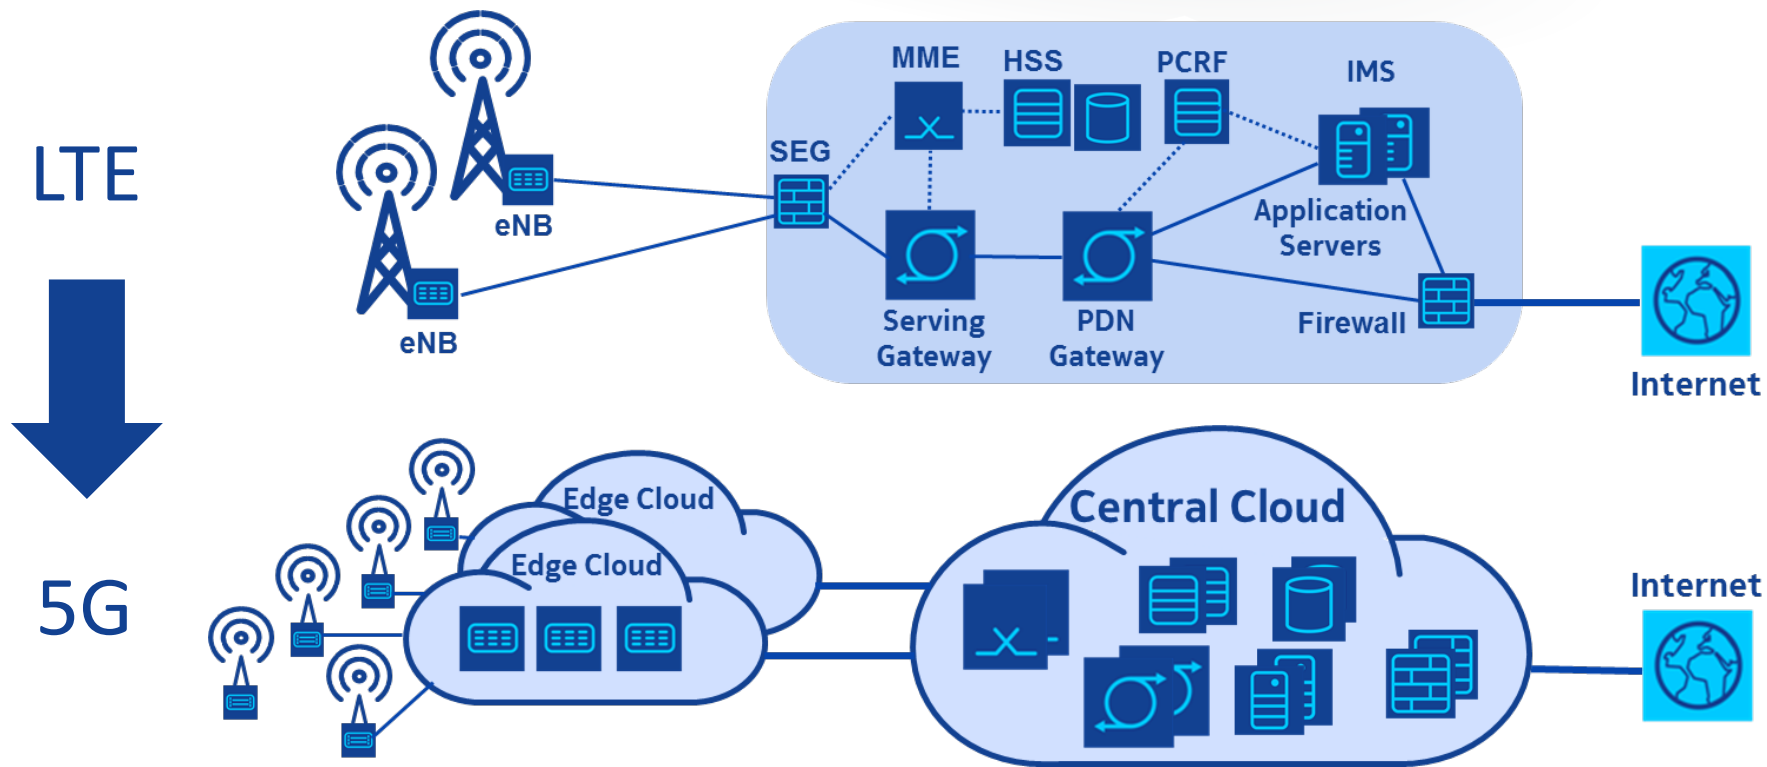 LTE
eNB
eNB
SEG
MME
HSS
PCRF
IMS
Application
Servers
Serving
Gateway
PDN
Gateway
Firewall
Internet
5G
Edge Cloud
Edge Cloud
Central Cloud
Internet